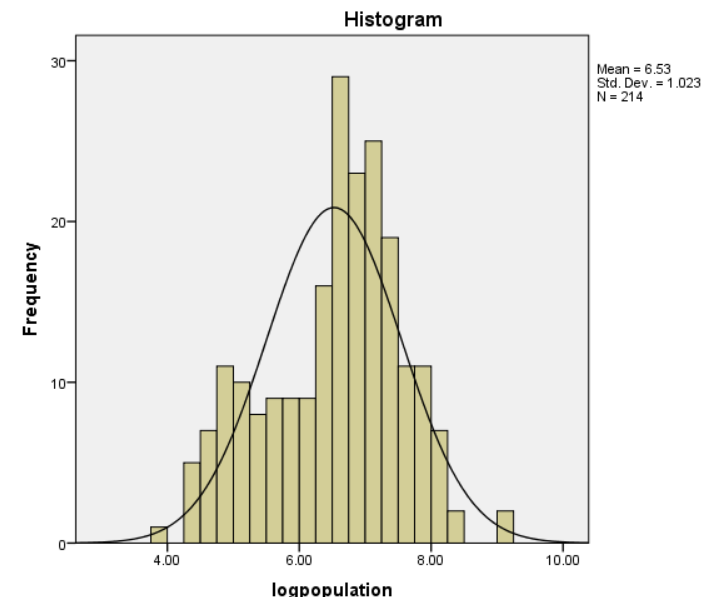 Histogram
Mean = 6.53
Std. Dev. = 1.023
N = 214
30
20
10
0
Frequency
4.00 6.00 8.00 10.00
logpopulation